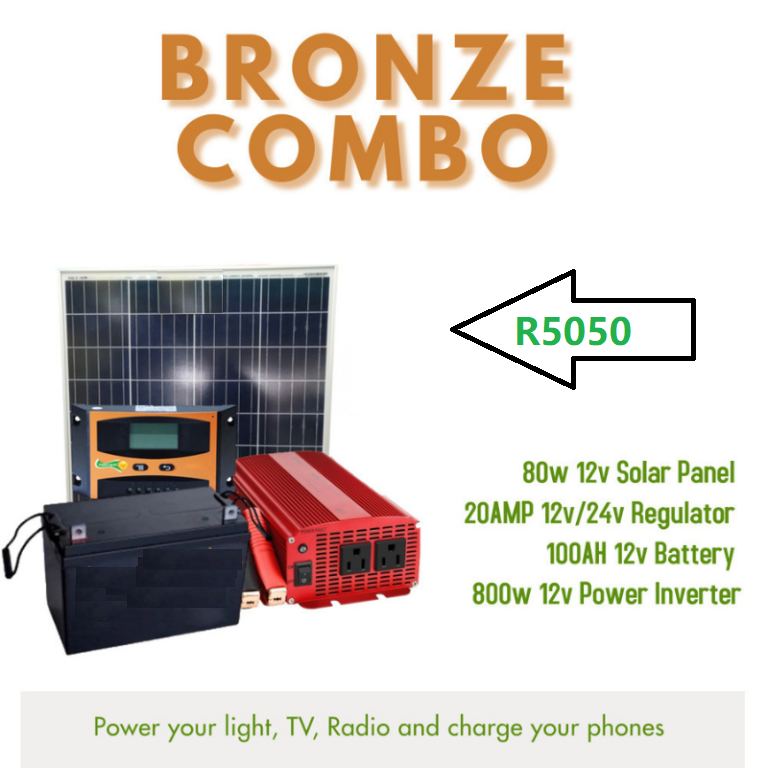 BRONZE
COMBO
R5050
80w 12v Solar Panel
20AMP 12v/24v Regulator
100AH 12v Battery
800w 12v Power Inverter
Power your light, TV, Radio and charge your phones